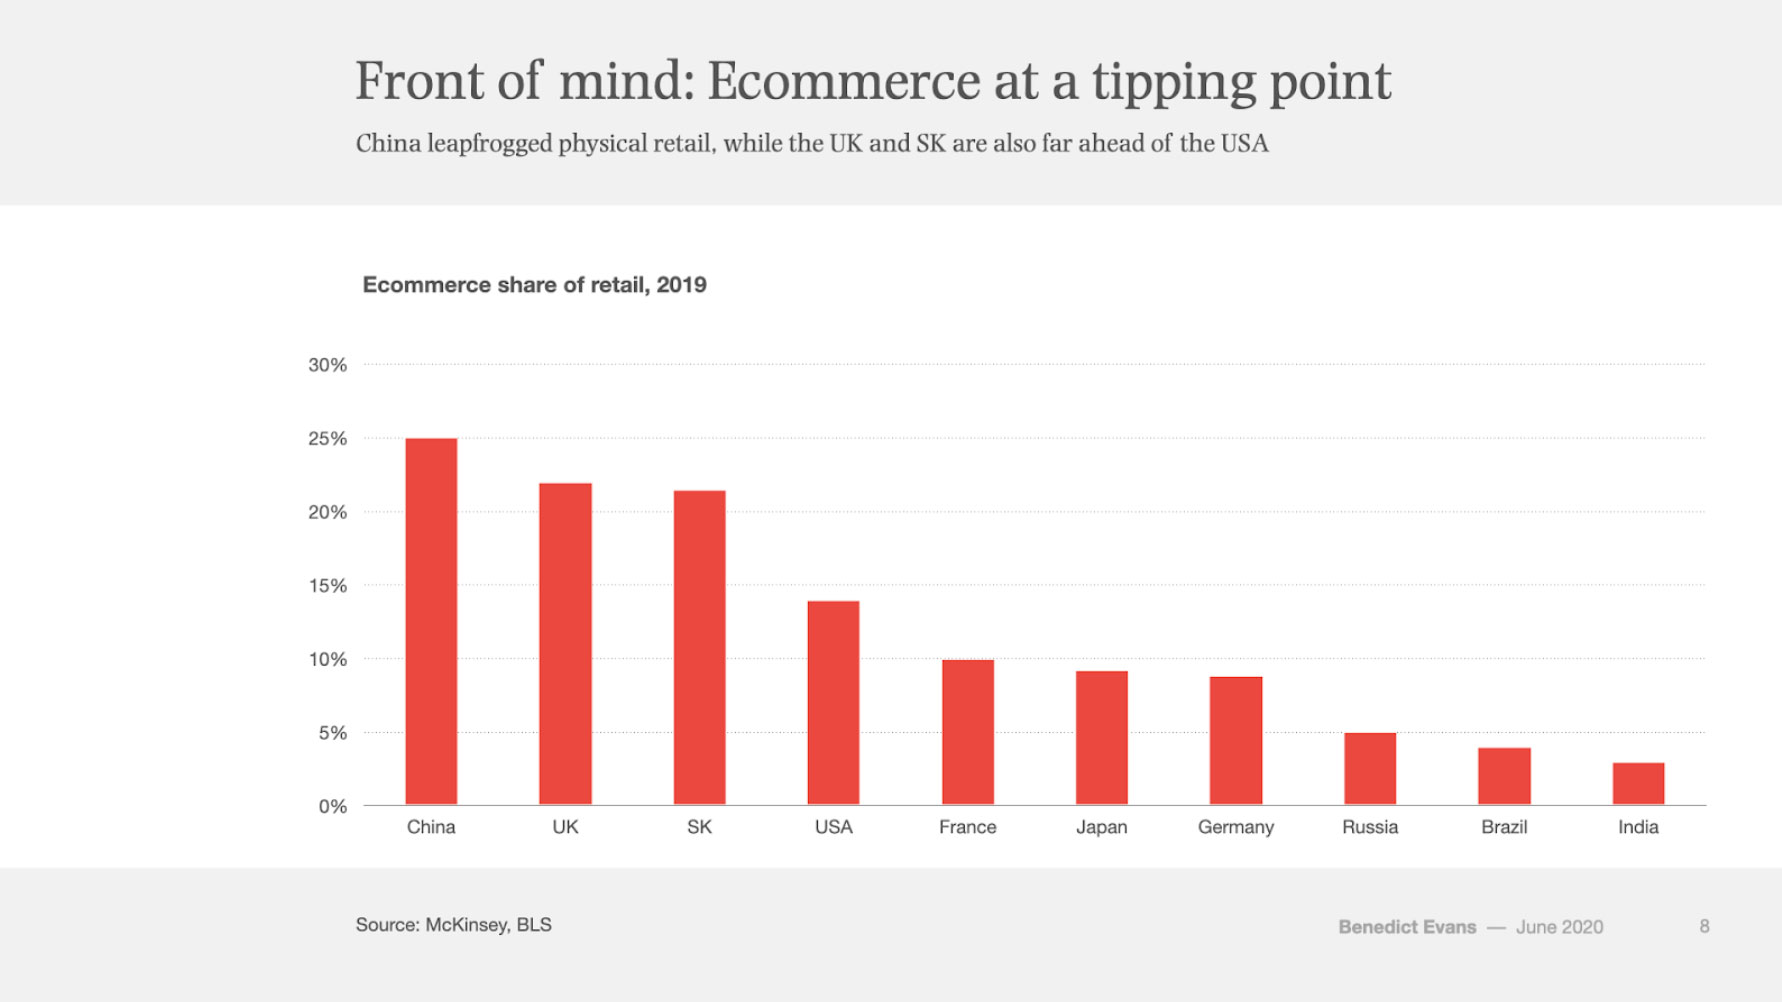 Front of mind: Ecommerce at a tipping point
China leapfrogged physical retail, while the UK and SK are also far ahead of the USA
Ecommerce share of retail, 2019
30%
25%
20%
15%
10%
5%
0%
China UK SK USA France Japan Germany Russia Brazil India
Source: McKinsey, BLS
Benedict Evans — June 2020 8